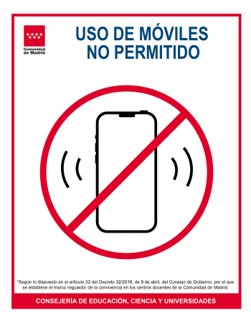 Comunidad
de Madrid
USO DE MÓVILES
NO PERMITIDO
*Según lo dispuesto en el artículo 32 del Decreto 32/2019, de 9 de abril, del Consejo de Gobierno, por el que
se establece el marco regulador de la convivencia en los centros docentes de la Comunidad de Madrid.
CONSEJERÍA DE EDUCACIÓN, CIENCIA Y UNIVERSIDADES